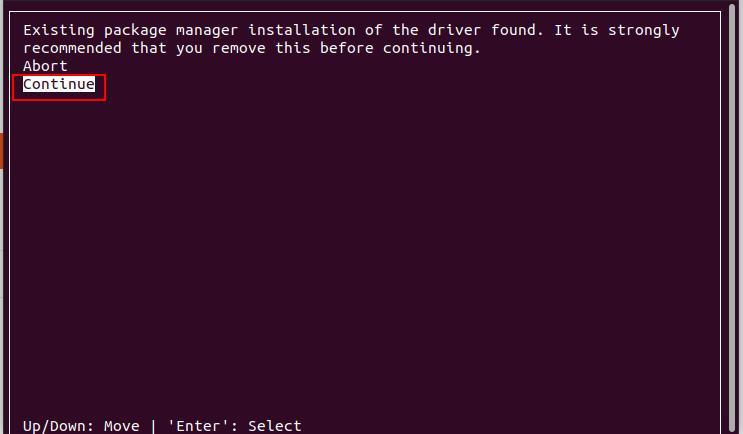 Existing package manager installation of the driver found. It is strongly
recommended that you remove this before continuing.
Abort
Continue
Up/Down: Move | 'Enter': Select